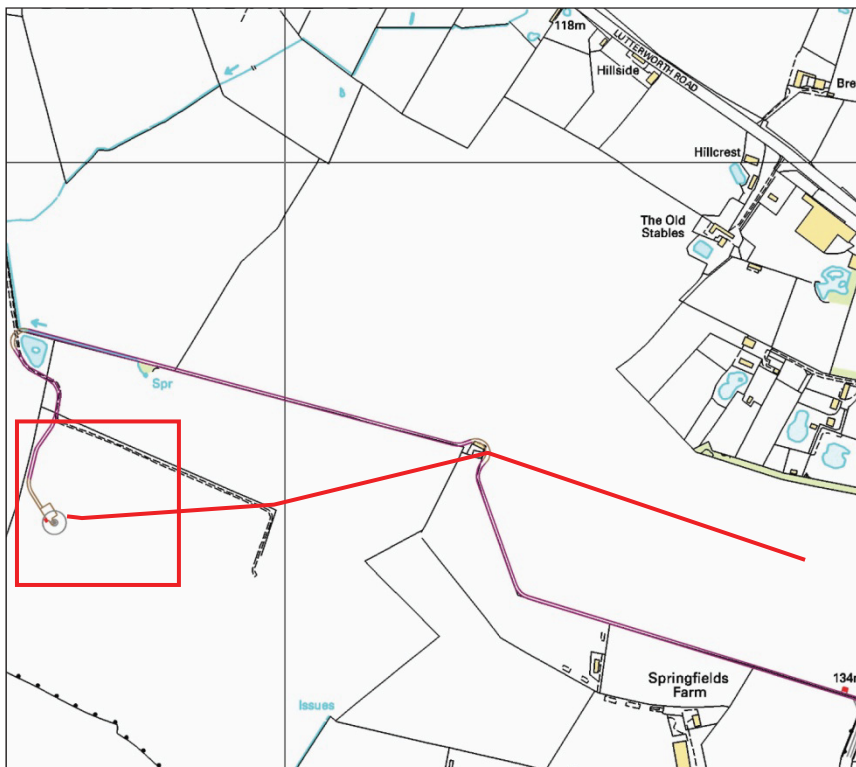 118m
LUTTERWORTH ROAD
Hillside
Bre
Hillcrest
The Old
Stables
Spr
Springfields
Farm
134m
Issues